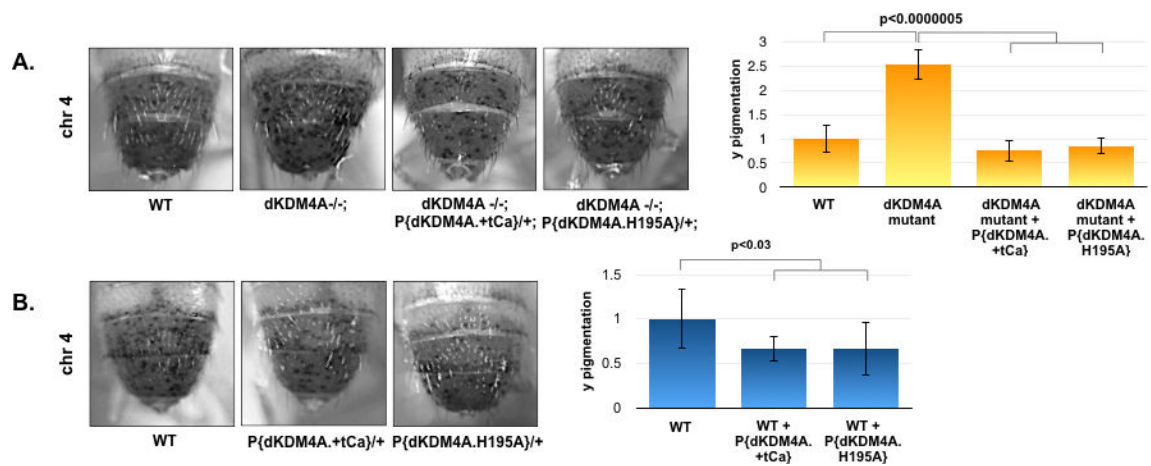 A.
chr 4
WT
dKDM4A-/-;
dKDM4A -/-;
P{dKDM4A.+tCa}/+;
dKDM4A -/-;
P{dKDM4A.H195A}/+;
p<0.0000005
y pigmentation
3
2.5
2
1.5
1
0.5
0
WT
dKDM4A
mutant
dKDM4A
mutant +
P{dKDM4A.
+tCa}
dKDM4A
mutant +
P{dKDM4A.
H195A}
B.
chr 4
WT
P{dKDM4A.+tCa}/+
P{dKDM4A.H195A}/+
p<0.03
y pigmentation
1.5
1
0.5
0
WT
WT +
P{dKDM4A.
+tCa}
WT +
P{dKDM4A.
H195A}